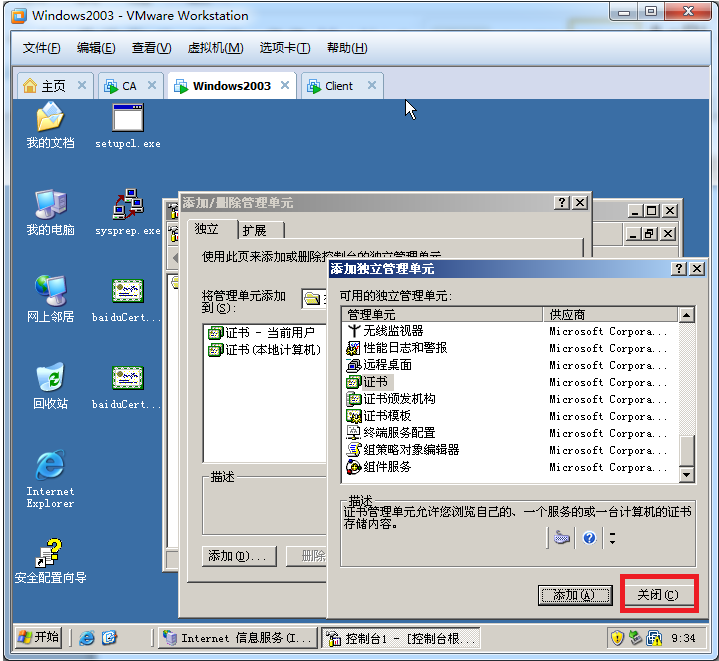 Windows2003 - VMware Workstation
文件(F) 编辑(E) 查看(V) 虚拟机(M) 选项卡(T) 帮助(H)
主页 CA Windows2003 Client
我的文档
setupcl.exe
我的电脑
sysprep.exe
网上邻居
baiduCert...
回收站
baiduCert...
Internet
Explorer
安全配置向导
添加/删除管理单元
独立 扩展
使用此页来添加或删除控制台的独立管理单元
将管理单元添加
到(S):
证书 - 当前用户
证书(本地计算机)
描述
添加(D)... 删除
添加独立管理单元
可用的独立管理单元:
管理单元 供应商
无线监视器 Microsoft Corpora...
性能日志和警报 Microsoft Corpora...
远程桌面 Microsoft Corpora...
证书 Microsoft Corpora...
证书颁发机构 Microsoft Corpora...
证书模板 Microsoft Corpora...
终端服务配置 Microsoft Corpora...
组策略对象编辑器 Microsoft Corpora...
组件服务 Microsoft Corpora...
描述
证书管理单元允许您浏览自己的、一个服务的或一台计算机的证书
存储内容。
添加(A) 关闭(C)
开始 Internet 信息服务(I... 控制台1 - [控制台根... 9:34